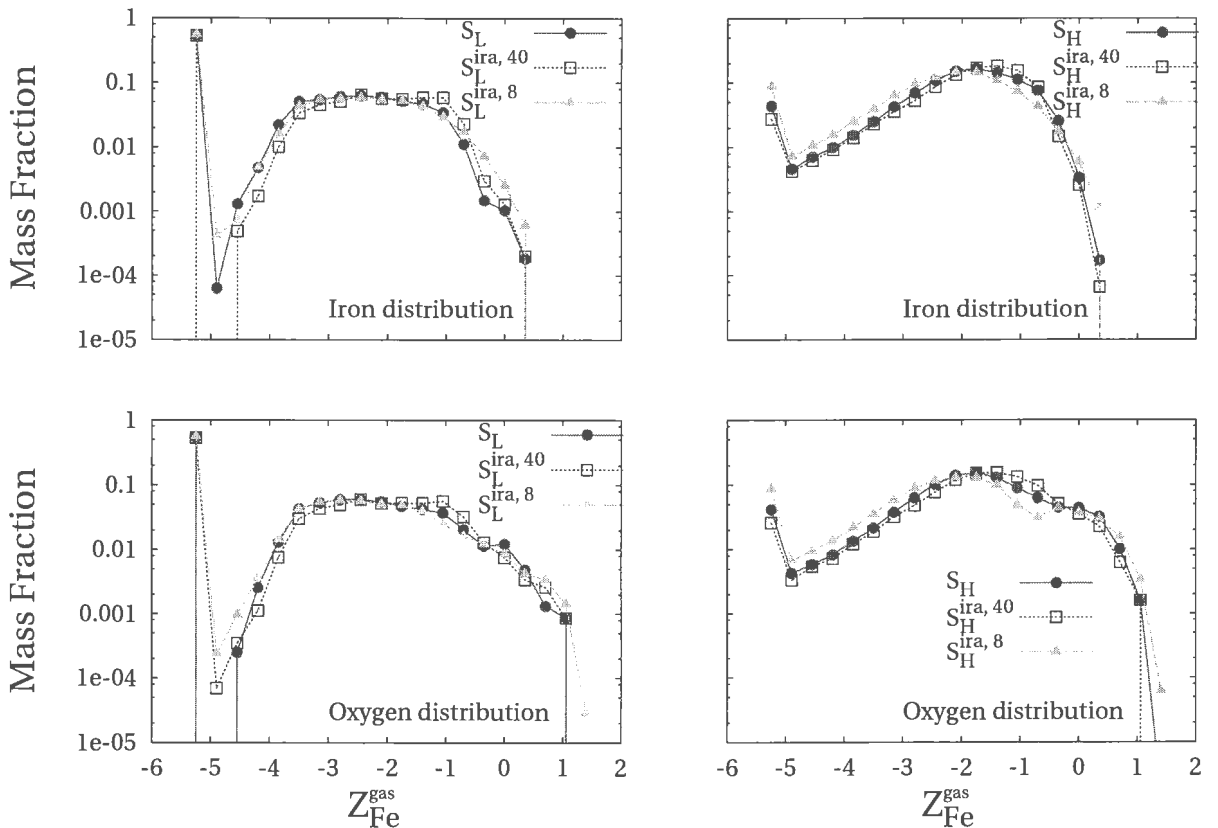 Mass Fraction
1
0.1
0.01
0.001
1e-04
1e-05
S_L
S_L^{ira, 40}
S_L^{ira, 8}
Iron distribution
S_H
S_H^{ira, 40}
S_H^{ira, 8}
Iron distribution
Mass Fraction
1
0.1
0.01
0.001
1e-04
1e-05
S_L
S_L^{ira, 40}
S_L^{ira, 8}
Oxygen distribution
-6 -5 -4 -3 -2 -1 0 1 2
Z_{Fe}^{gas}
S_H
S_H^{ira, 40}
S_H^{ira, 8}
Oxygen distribution
-6 -5 -4 -3 -2 -1 0 1 2
Z_{Fe}^{gas}